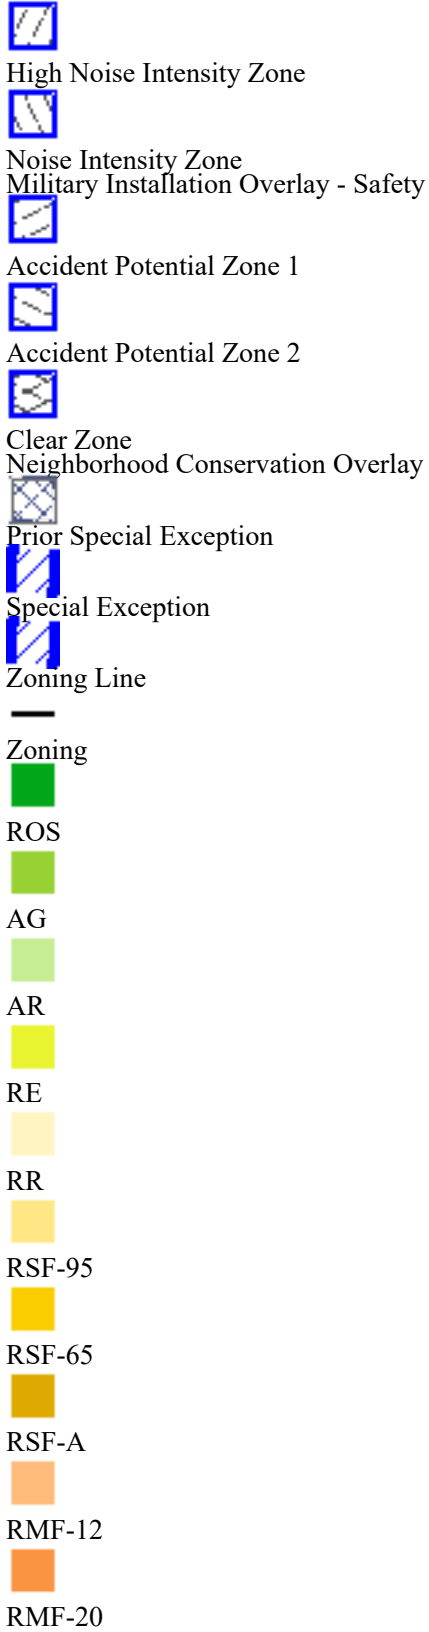 High Noise Intensity Zone
Noise Intensity Zone
Military Installation Overlay - Safety
Accident Potential Zone 1
Accident Potential Zone 2
Clear Zone
Neighborhood Conservation Overlay
Prior Special Exception
Special Exception
Zoning Line
Zoning
ROS
AG
AR
RE
RR
RSF-95
RSF-65
RSF-A
RMF-12
RMF-20